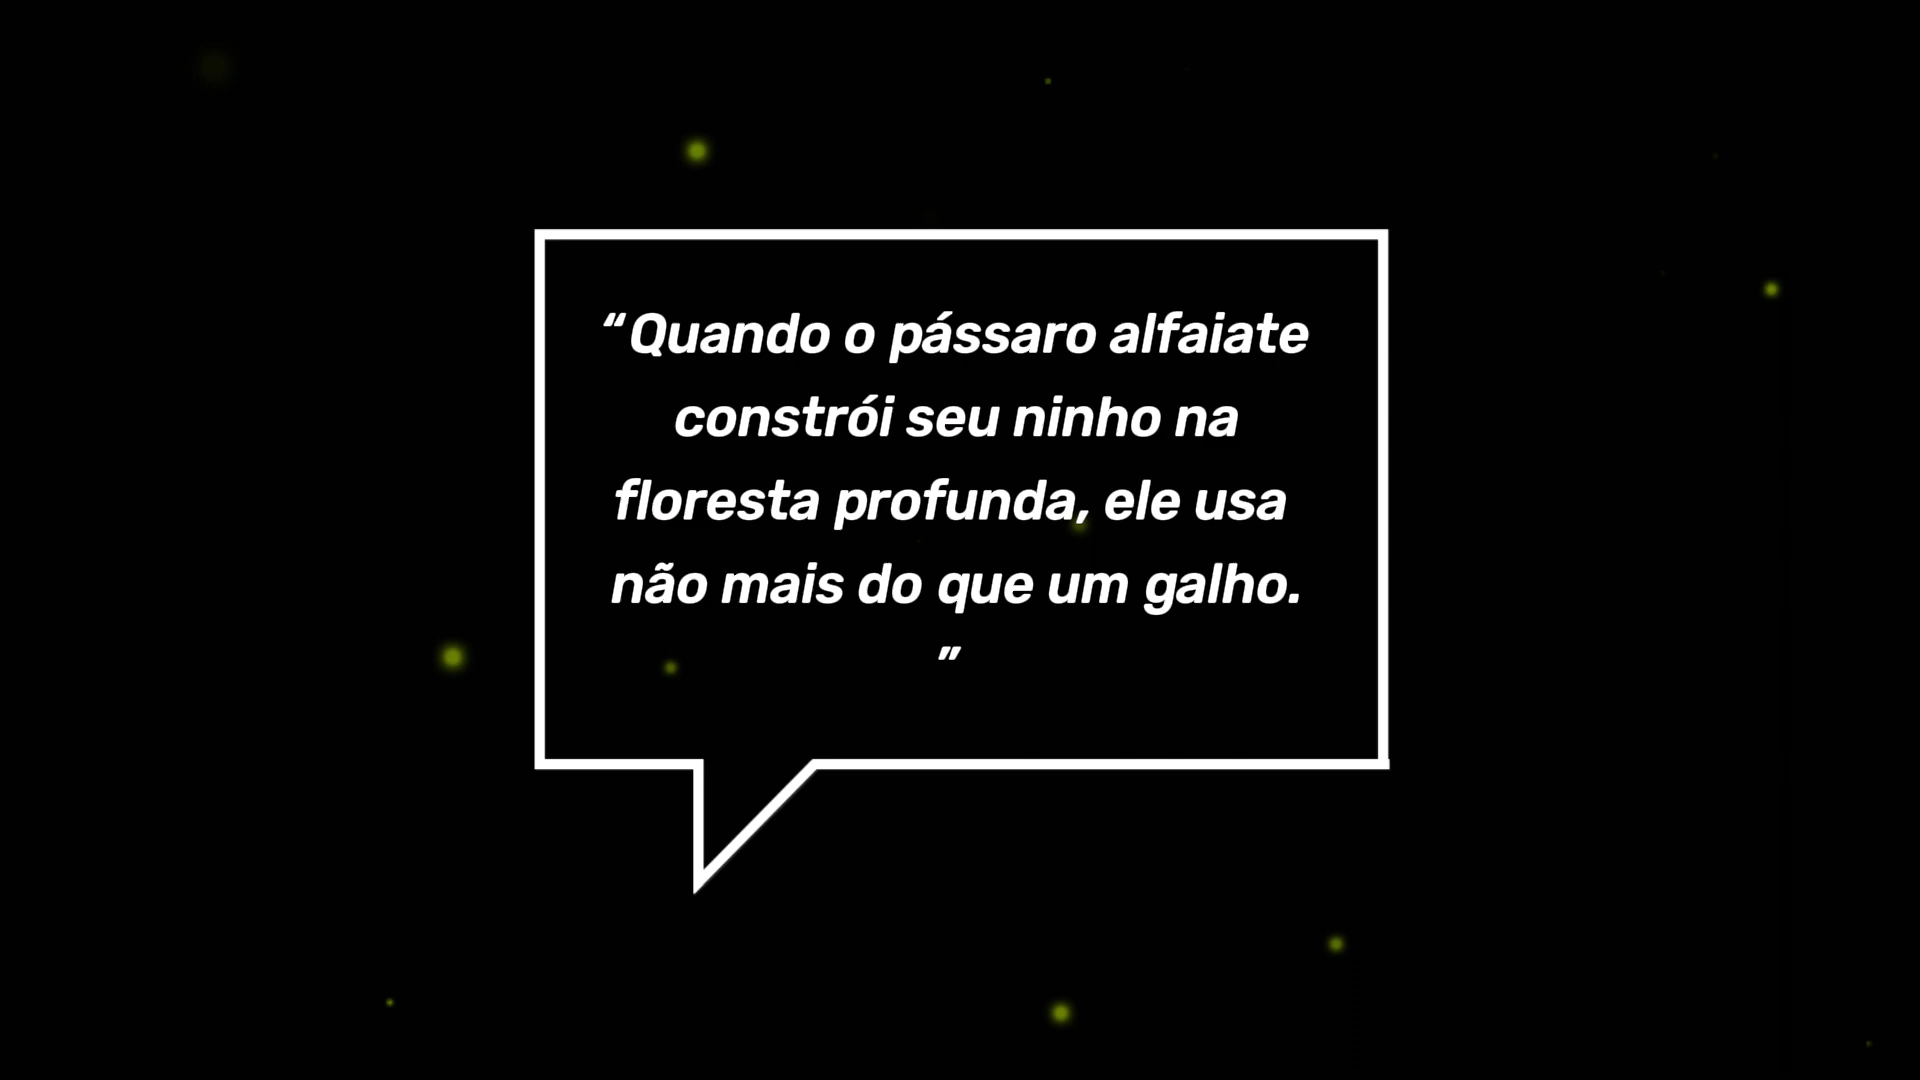 “Quando o pássaro alfaiate
constrói seu ninho na
floresta profunda, ele usa
não mais do que um galho.
”